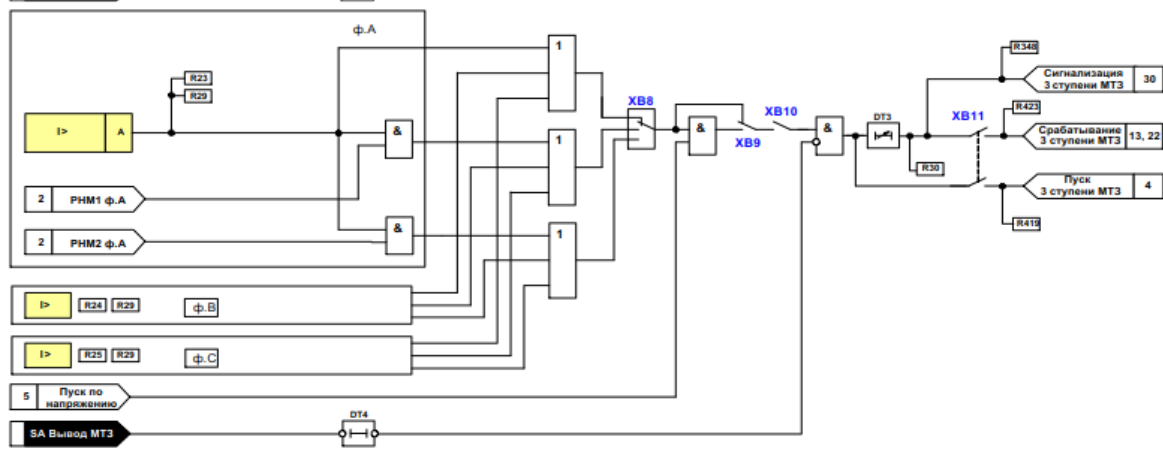 ф.А
R23
R29
I>
A
&
2
РНМ1 ф.А
2
РНМ2 ф.А
&
1
1
1
XB8
&
XB9
XB10
&
DT3
R30
XB11
R348
Сигнализация
3 ступени МТЗ
30
R423
Срабатывание
3 ступени МТЗ
13, 22
Пуск
3 ступени МТЗ
4
R419
I>
R24
R29
ф.В
I>
R25
R29
ф.С
5
Пуск по
напряжению
SA Вывод МТЗ
DT4